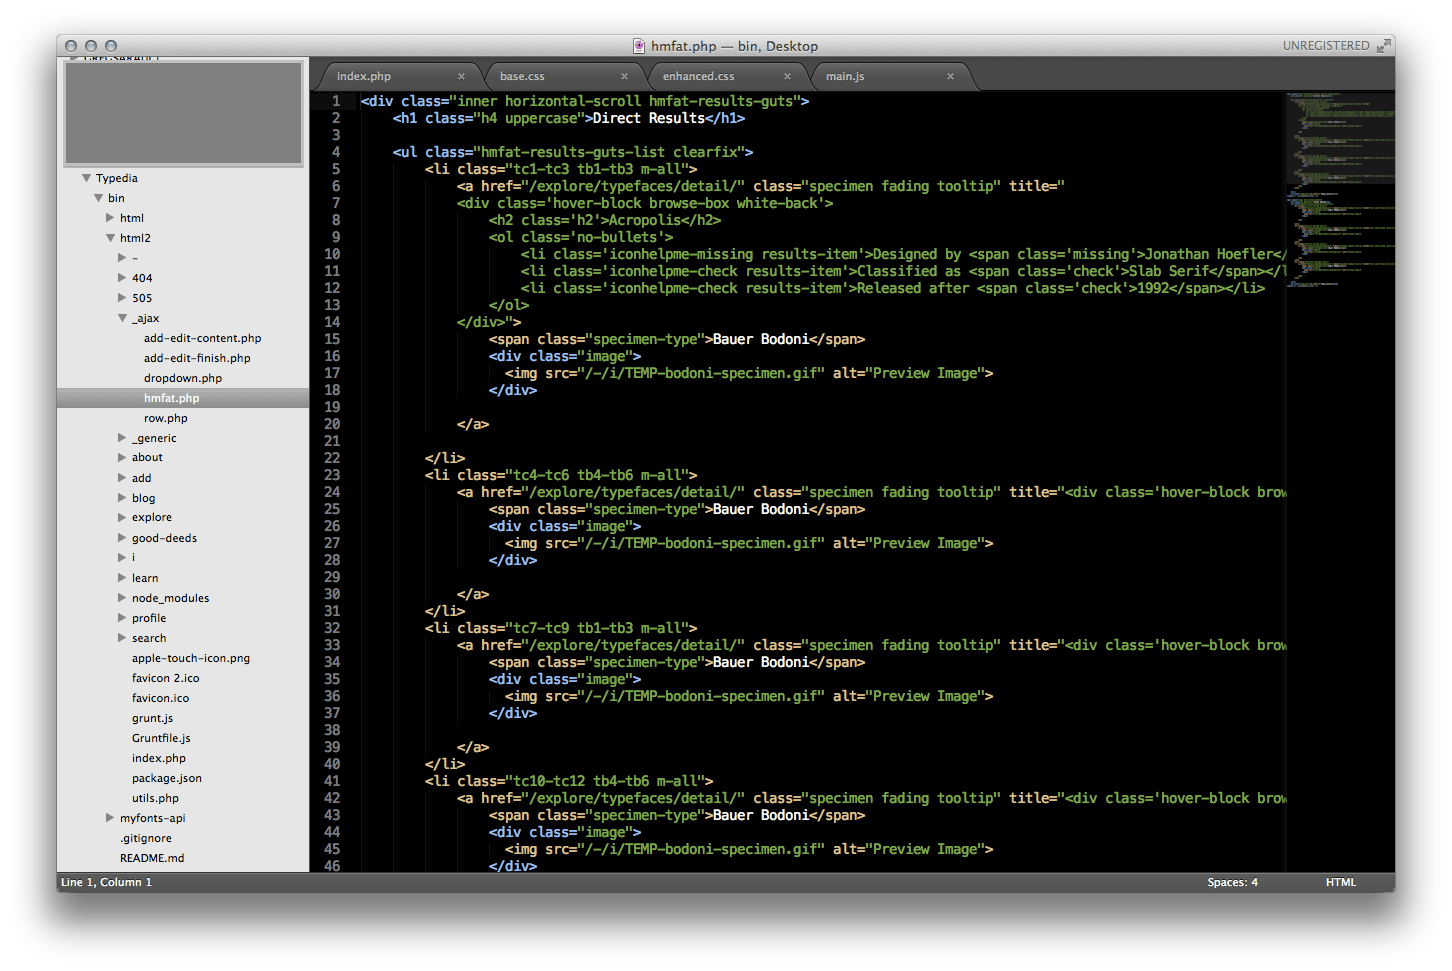 hmfat.php — bin, Desktop
UNREGISTERED
index.php ×
base.css ×
enhanced.css ×
main.js ×
Typedia
bin
html
html2
-
404
505
_ajax
add-edit-content.php
add-edit-finish.php
dropdown.php
hmfat.php
row.php
_generic
about
add
blog
explore
good-deeds
i
learn
node_modules
profile
search
apple-touch-icon.png
favicon 2.ico
favicon.ico
grunt.js
Gruntfile.js
index.php
package.json
utils.php
myfonts-api
.gitignore
README.md
1 <div class="inner horizontal-scroll hmfat-results-guts">
2 <h1 class="h4 uppercase">Direct Results</h1>
3
4 <ul class="hmfat-results-guts-list clearfix">
5 <li class="tc1-tc3 tb1-tb3 m-all">
6 <a href="/explore/typefaces/detail/" class="specimen fading tooltip" title="
7 <div class='hover-block browse-box white-back'>
8 <h2 class='h2'>Acropolis</h2>
9 <ol class='no-bullets'>
10 <li class='iconhelpme-missing results-item'>Designed by <span class='missing'>Jonathan Hoefler</
11 <li class='iconhelpme-check results-item'>Classified as <span class='check'>Slab Serif</span></l
12 <li class='iconhelpme-check results-item'>Released after <span class='check'>1992</span></li>
13 </ol>
14 </div>">
15 <span class="specimen-type">Bauer Bodoni</span>
16 <div class="image">
17 <img src="/-/i/TEMP-bodoni-specimen.gif" alt="Preview Image">
18 </div>
19
20 </a>
21
22 </li>
23 <li class="tc4-tc6 tb4-tb6 m-all">
24 <a href="/explore/typefaces/detail/" class="specimen fading tooltip" title="<div class='hover-block brow
25 <span class="specimen-type">Bauer Bodoni</span>
26 <div class="image">
27 <img src="/-/i/TEMP-bodoni-specimen.gif" alt="Preview Image">
28 </div>
29
30 </a>
31 </li>
32 <li class="tc7-tc9 tb1-tb3 m-all">
33 <a href="/explore/typefaces/detail/" class="specimen fading tooltip" title="<div class='hover-block brow
34 <span class="specimen-type">Bauer Bodoni</span>
35 <div class="image">
36 <img src="/-/i/TEMP-bodoni-specimen.gif" alt="Preview Image">
37 </div>
38
39 </a>
40 </li>
41 <li class="tc10-tc12 tb4-tb6 m-all">
42 <a href="/explore/typefaces/detail/" class="specimen fading tooltip" title="<div class='hover-block brow
43 <span class="specimen-type">Bauer Bodoni</span>
44 <div class="image">
45 <img src="/-/i/TEMP-bodoni-specimen.gif" alt="Preview Image">
46 </div>
Line 1, Column 1
Spaces: 4
HTML